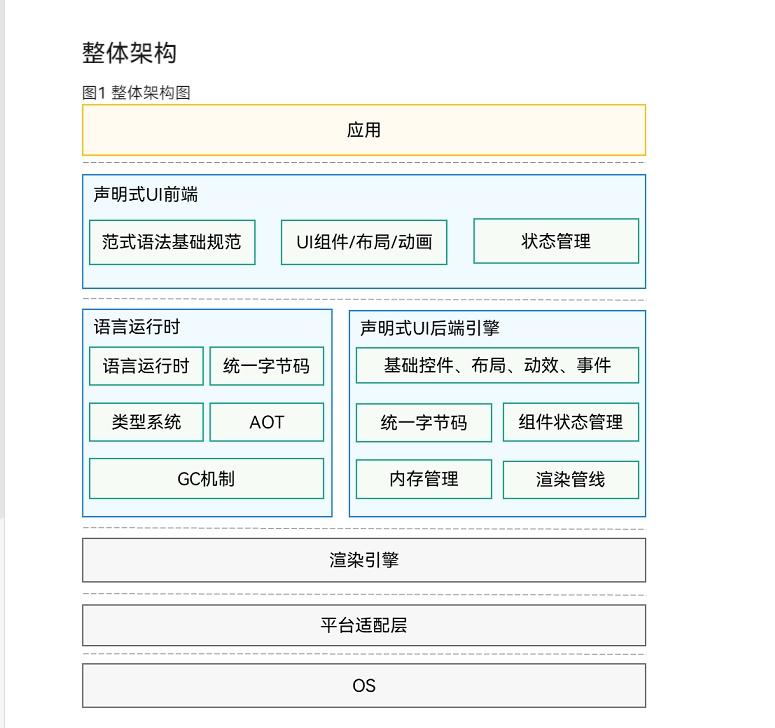 整体架构
图1 整体架构图
应用
声明式UI前端
范式语法基础规范 UI组件/布局/动画 状态管理
语言运行时
语言运行时 统一字节码
类型系统 AOT
GC机制
声明式UI后端引擎
基础控件、布局、动效、事件
统一字节码 组件状态管理
内存管理 渲染管线
渲染引擎
平台适配层
OS